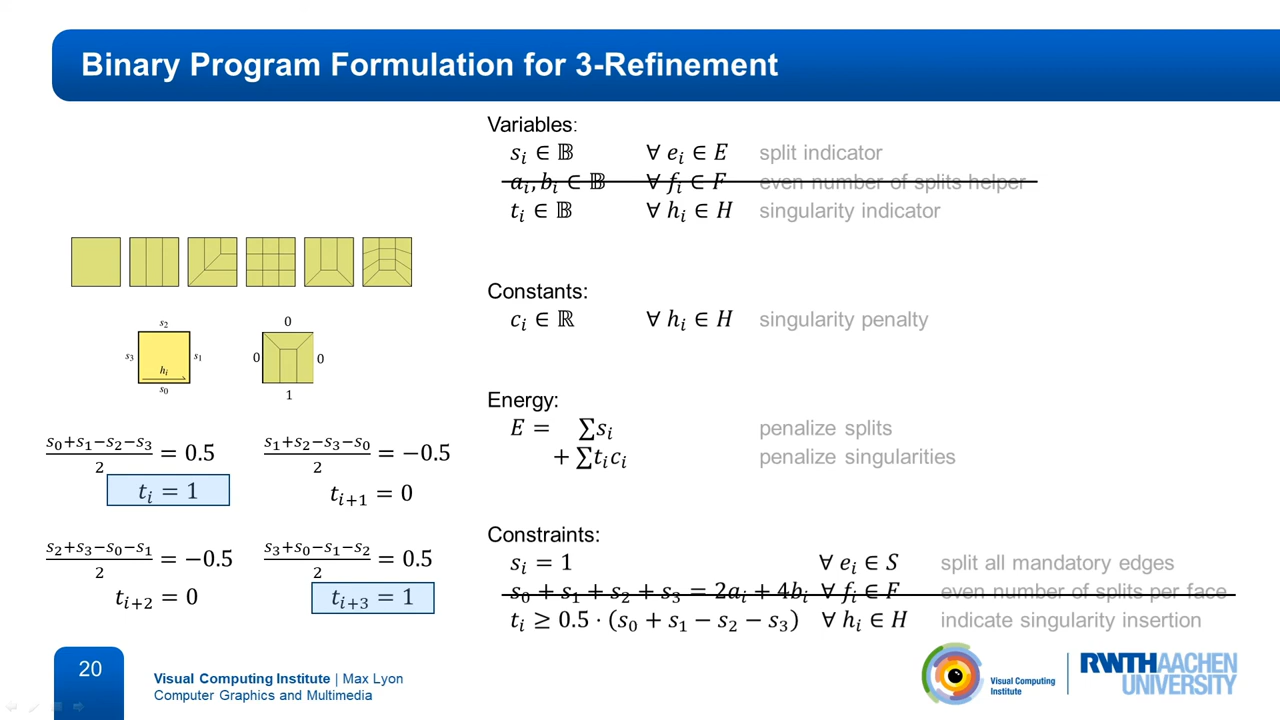 Binary Program Formulation for 3-Refinement
Variables:
sᵢ ∈ 𝔹 ∀ eᵢ ∈ E split indicator
aᵢ, bᵢ ∈ 𝔹 ∀ fᵢ ∈ F even number of splits helper
tᵢ ∈ 𝔹 ∀ hᵢ ∈ H singularity indicator
Constants:
cᵢ ∈ ℝ ∀ hᵢ ∈ H singularity penalty
Energy:
E = ∑sᵢ penalize splits
+ ∑tᵢcᵢ penalize singularities
Constraints:
sᵢ = 1 ∀ eᵢ ∈ S split all mandatory edges
s₀ + s₁ + s₂ + s₃ = 2aᵢ + 4bᵢ ∀ fᵢ ∈ F even number of splits per face
tᵢ ≥ 0.5 · (s₀ + s₁ − s₂ − s₃) ∀ hᵢ ∈ H indicate singularity insertion
s₂
s₃ s₁
hᵢ
s₀
0
0 0
1
(s₀+s₁−s₂−s₃)/2 = 0.5
tᵢ = 1
(s₁+s₂−s₃−s₀)/2 = −0.5
tᵢ₊₁ = 0
(s₂+s₃−s₀−s₁)/2 = −0.5
tᵢ₊₂ = 0
(s₃+s₀−s₁−s₂)/2 = 0.5
tᵢ₊₃ = 1
20
Visual Computing Institute | Max Lyon
Computer Graphics and Multimedia
Visual Computing
Institute
RWTH AACHEN
UNIVERSITY